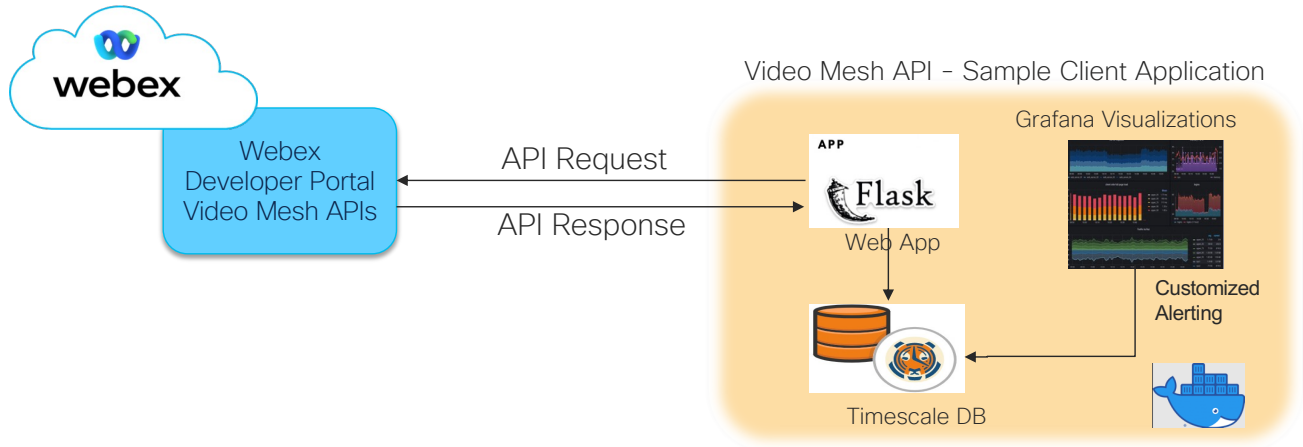 webex
Webex
Developer Portal
Video Mesh APIs
API Request
API Response
Video Mesh API - Sample Client Application
Grafana Visualizations
APP
Flask
Web App
Customized
Alerting
Timescale DB